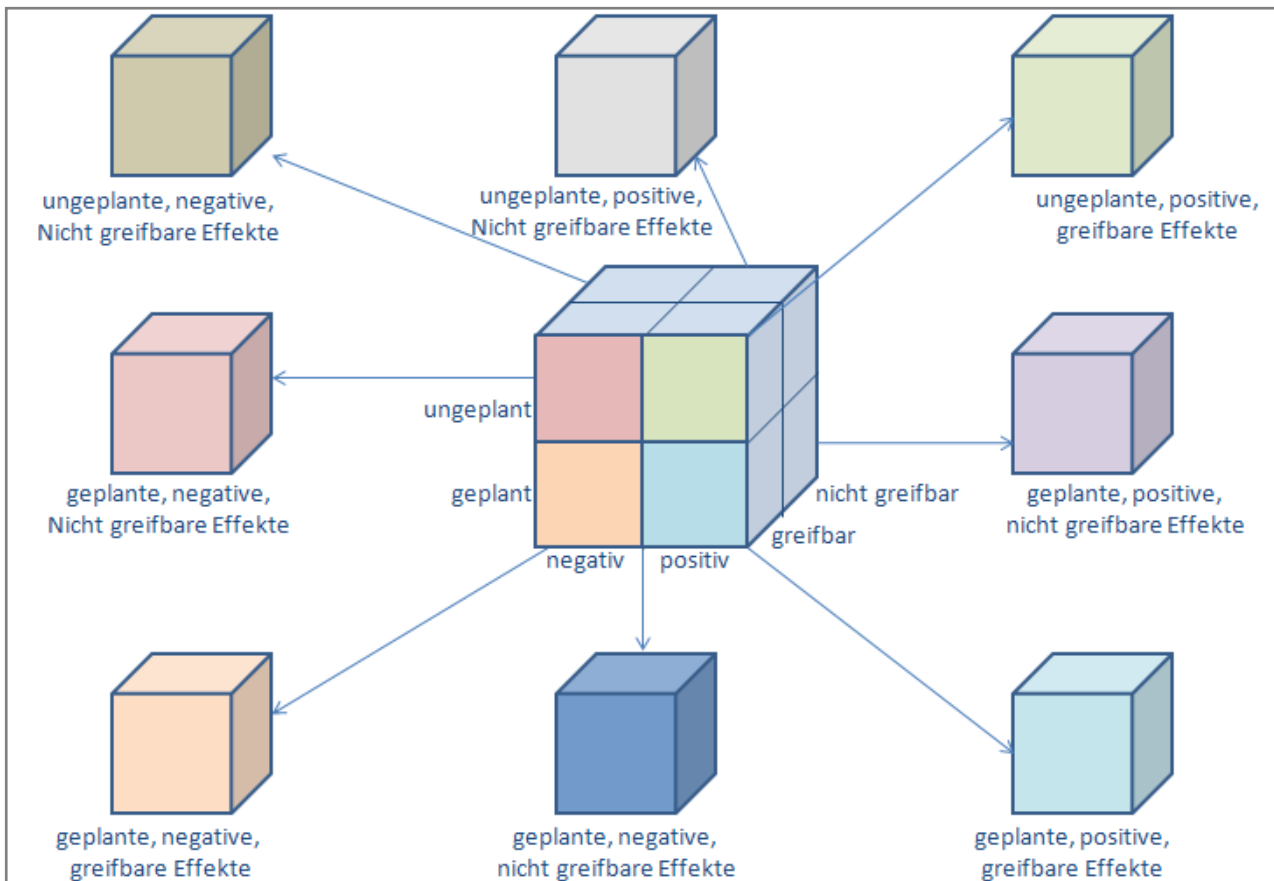 ungeplante, negative,
Nicht greifbare Effekte
ungeplante, positive,
Nicht greifbare Effekte
ungeplante, positive,
greifbare Effekte
ungeplant
geplant
negativ
positiv
nicht greifbar
greifbar
geplante, negative,
Nicht greifbare Effekte
geplante, positive,
nicht greifbare Effekte
geplante, negative,
greifbare Effekte
geplante, negative,
nicht greifbare Effekte
geplante, positive,
greifbare Effekte